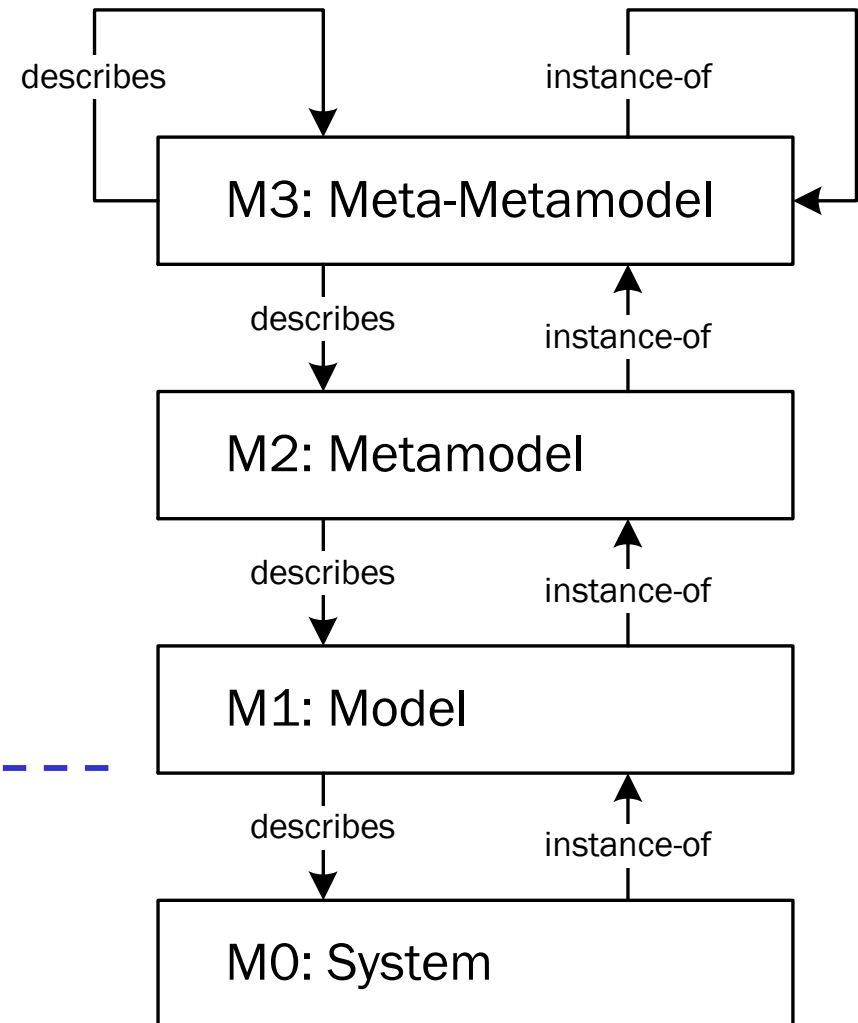 describes
instance-of
M3: Meta-Metamodel
describes
instance-of
M2: Metamodel
describes
instance-of
M1: Model
describes
instance-of
M0: System